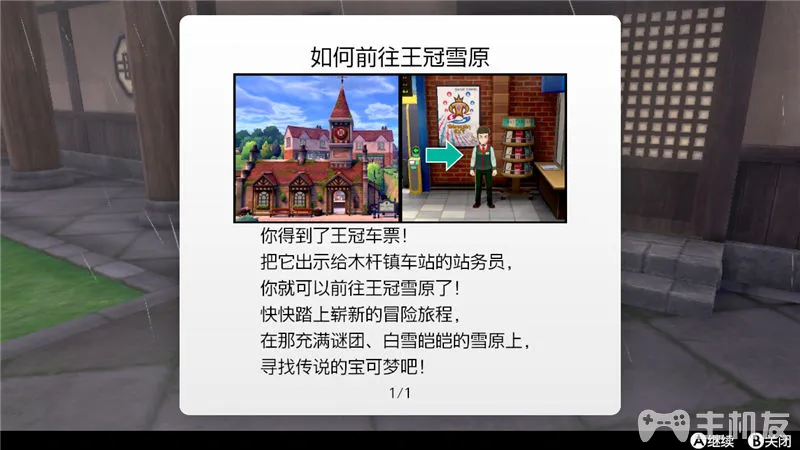 如何前往王冠雪原
你得到了王冠车票！
把它出示给木杆镇车站的站务员，
你就可以前往王冠雪原了！
快快踏上崭新的冒险旅程，
在那充满谜团、白雪皑皑的雪原上，
寻找传说的宝可梦吧！
1/1
主机友
A继续 B关闭